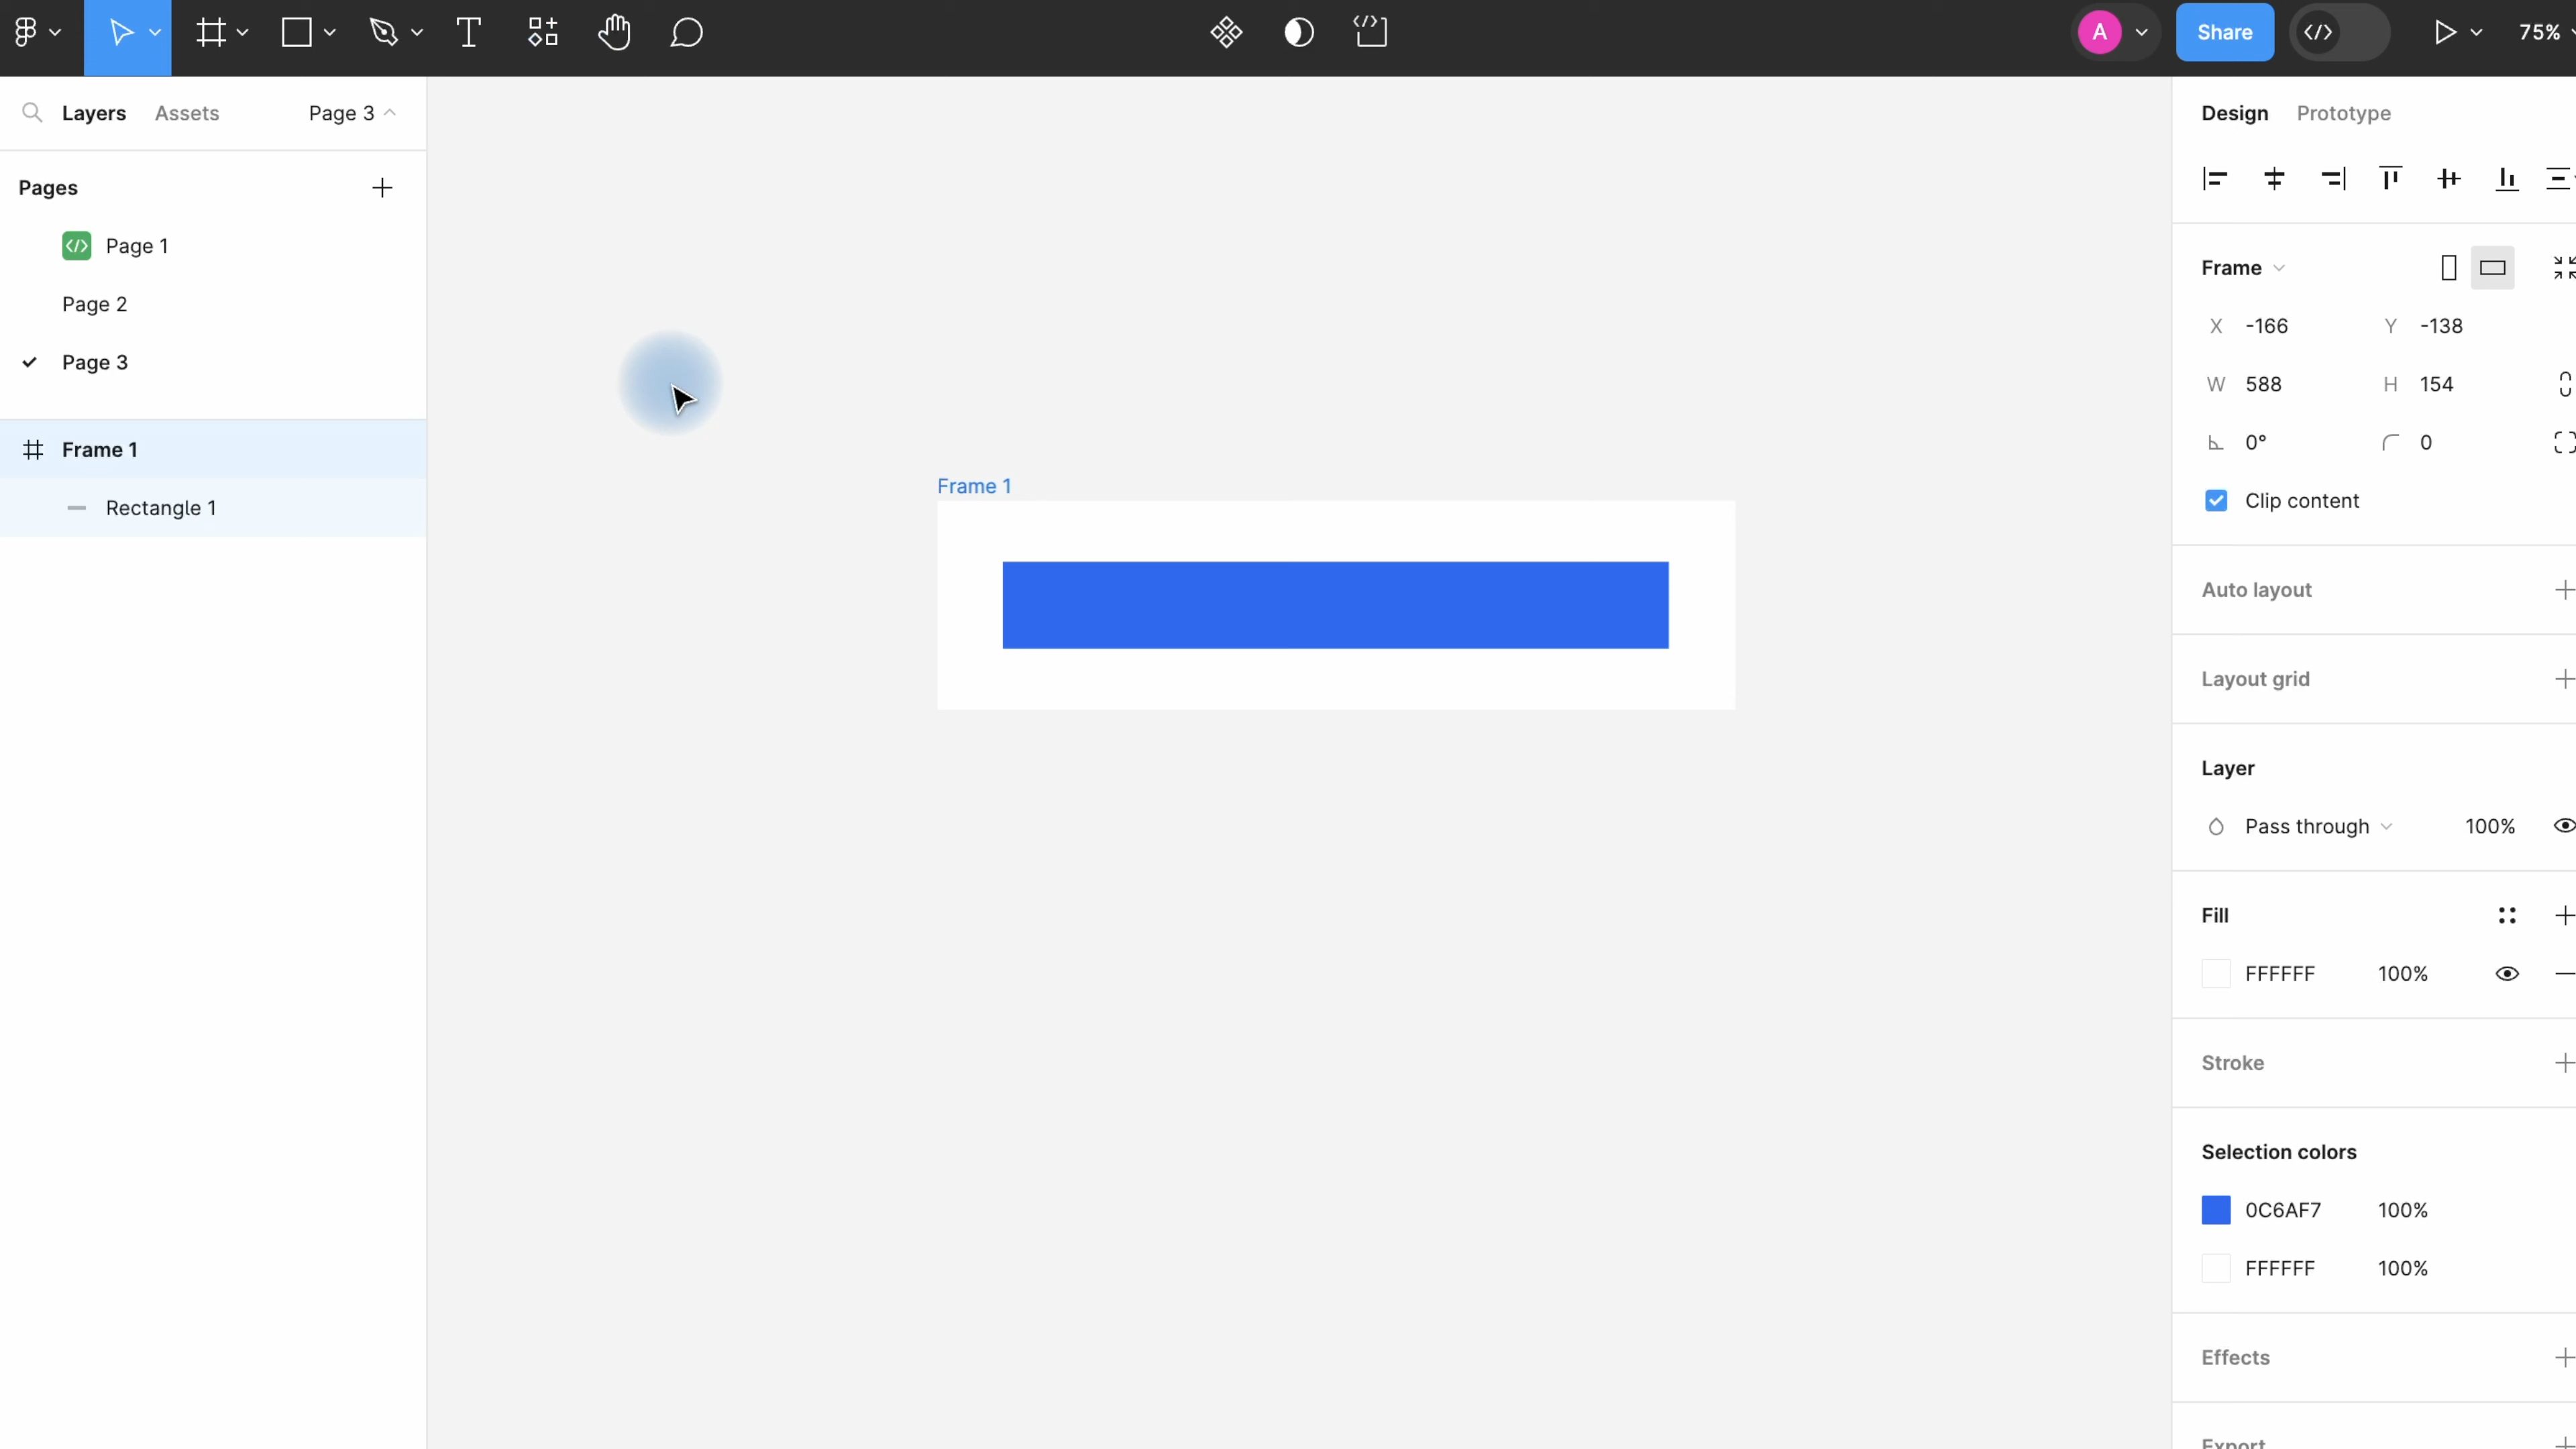 A
Share
75%
Layers Assets Page 3
Pages
Page 1
Page 2
Page 3
Frame 1
Rectangle 1
Frame 1
Design Prototype
Frame
X -166 Y -138
W 588 H 154
0° 0
Clip content
Auto layout
Layout grid
Layer
Pass through 100%
Fill
FFFFFF 100%
Stroke
Selection colors
0C6AF7 100%
FFFFFF 100%
Effects
Export